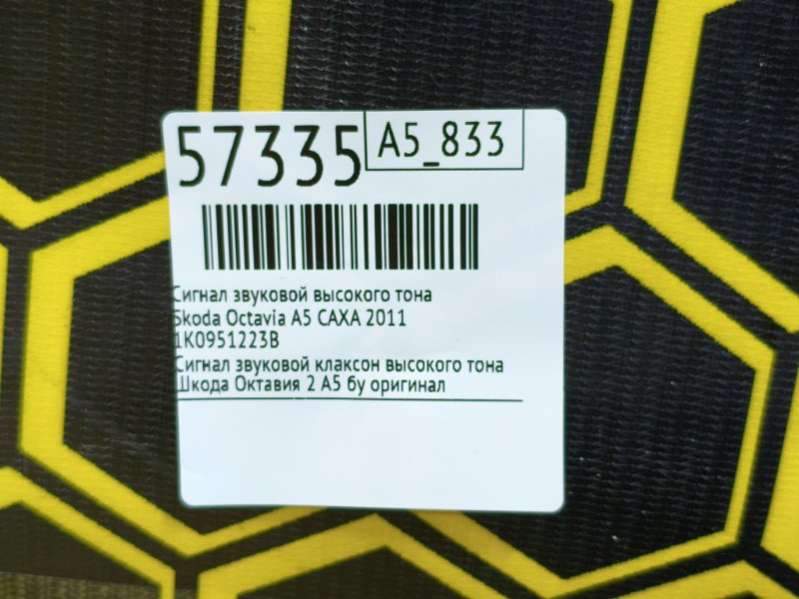 57335
A5_833
Сигнал звуковой высокого тона
Skoda Octavia A5 CAXA 2011
1K0951223B
Сигнал звуковой клаксон высокого тона
Шкода Октавия 2 А5 бу оригинал